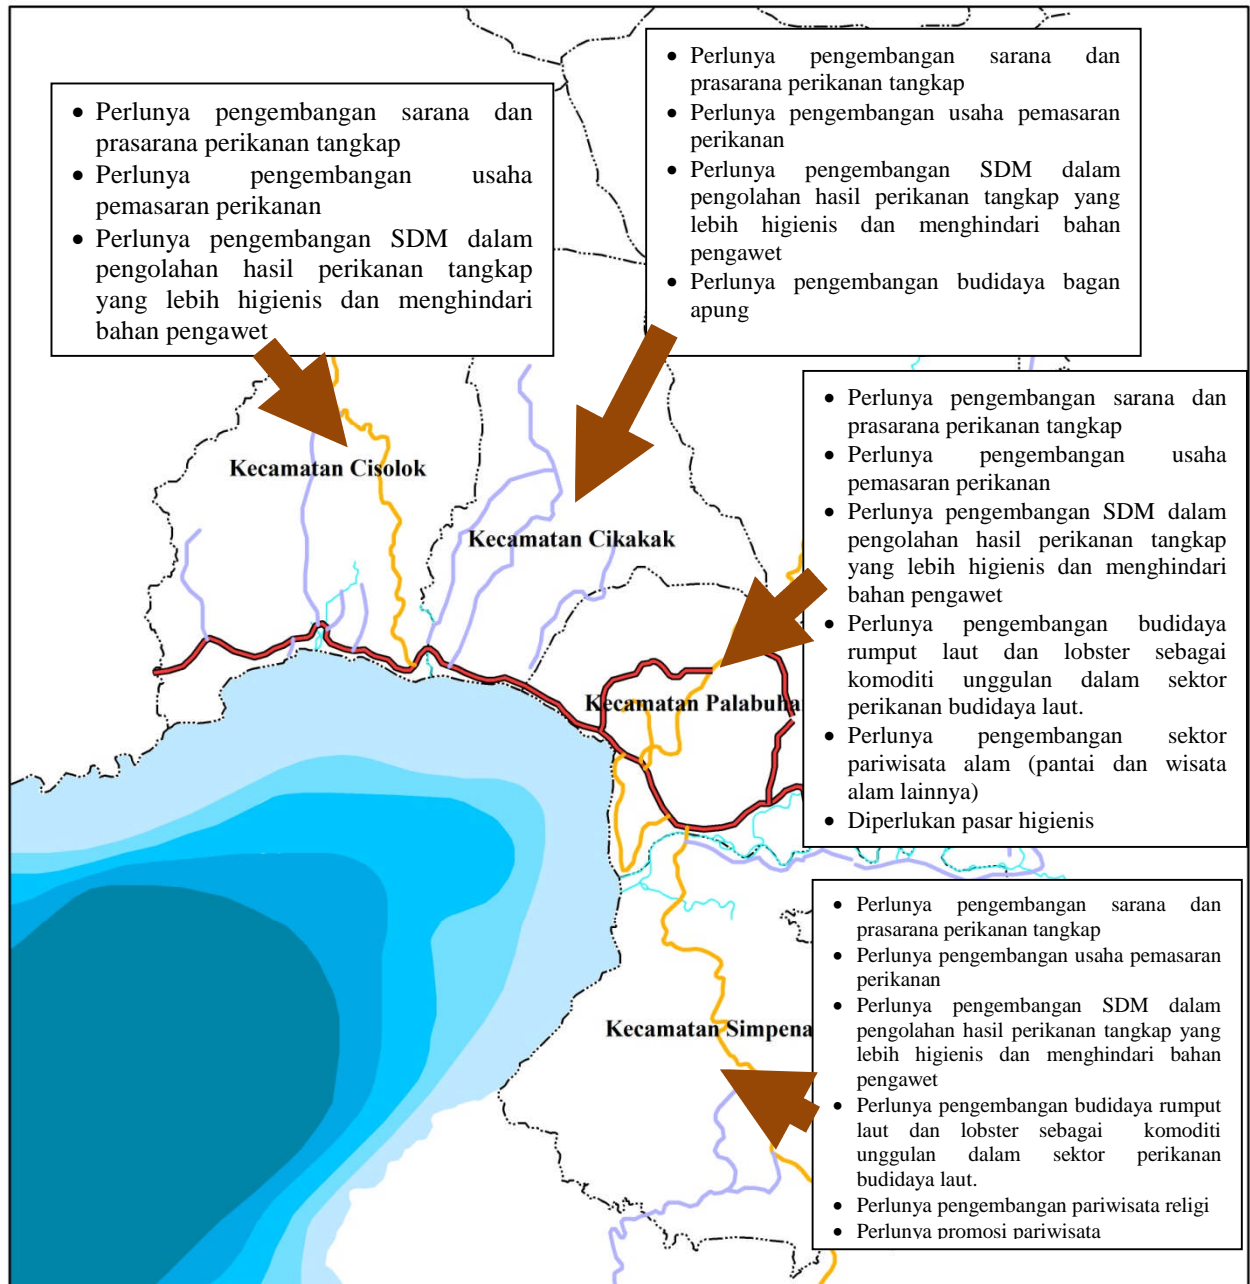 • Perlunya pengembangan sarana dan
prasarana perikanan tangkap
• Perlunya pengembangan usaha
pemasaran perikanan
• Perlunya pengembangan SDM dalam
pengolahan hasil perikanan tangkap
yang lebih higienis dan menghindari
bahan pengawet
• Perlunya pengembangan sarana dan
prasarana perikanan tangkap
• Perlunya pengembangan usaha pemasaran
perikanan
• Perlunya pengembangan SDM dalam
pengolahan hasil perikanan tangkap yang
lebih higienis dan menghindari bahan
pengawet
• Perlunya pengembangan budidaya bagan
apung
Kecamatan Cisolok
Kecamatan Cikakak
• Perlunya pengembangan sarana dan
prasarana perikanan tangkap
• Perlunya pengembangan usaha
pemasaran perikanan
• Perlunya pengembangan SDM dalam
pengolahan hasil perikanan tangkap
yang lebih higienis dan menghindari
bahan pengawet
• Perlunya pengembangan budidaya
rumput laut dan lobster sebagai
komoditi unggulan dalam sektor
perikanan budidaya laut.
• Perlunya pengembangan sektor
pariwisata alam (pantai dan wisata
alam lainnya)
• Diperlukan pasar higienis
Kecamatan Palabuha
• Perlunya pengembangan sarana dan
prasarana perikanan tangkap
• Perlunya pengembangan usaha pemasaran
perikanan
• Perlunya pengembangan SDM dalam
pengolahan hasil perikanan tangkap yang
lebih higienis dan menghindari bahan
pengawet
• Perlunya pengembangan budidaya rumput
laut dan lobster sebagai komoditi
unggulan dalam sektor perikanan
budidaya laut.
• Perlunya pengembangan pariwisata religi
• Perlunya promosi pariwisata
Kecamatan Simpena